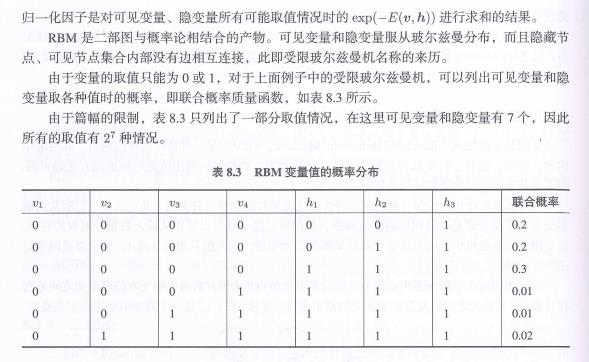 归一化因子是对可见变量、隐变量所有可能取值情况时的 exp(−E(v, h)) 进行求和的结果。
RBM 是二部图与概率论相结合的产物。可见变量和隐变量服从玻尔兹曼分布，而且隐藏节
点、可见节点集合内部没有边相互连接，此即受限玻尔兹曼机名称的来历。
由于变量的取值只能为 0 或 1，对于上面例子中的受限玻尔兹曼机，可以列出可见变量和隐
变量取各种值时的概率，即联合概率质量函数，如表 8.3 所示。
由于篇幅的限制，表 8.3 只列出了一部分取值情况，在这里可见变量和隐变量有 7 个，因此
所有的取值有 2⁷ 种情况。
表 8.3 RBM 变量值的概率分布
v₁ v₂ v₃ v₄ h₁ h₂ h₃ 联合概率
0 0 0 0 0 0 1 0.2
0 0 0 0 0 1 1 0.2
0 0 0 0 1 1 1 0.3
0 0 0 1 1 1 1 0.01
0 0 1 1 1 1 1 0.01
0 1 1 1 1 1 1 0.02